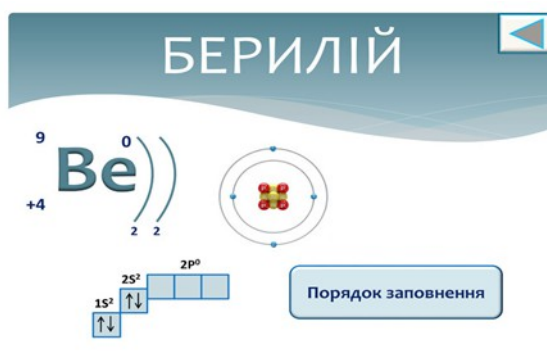 БЕРИЛІЙ
9
0
Be
+4
2 2
2P⁰
2S²
1S²
↑↓
↑↓
Порядок заповнення